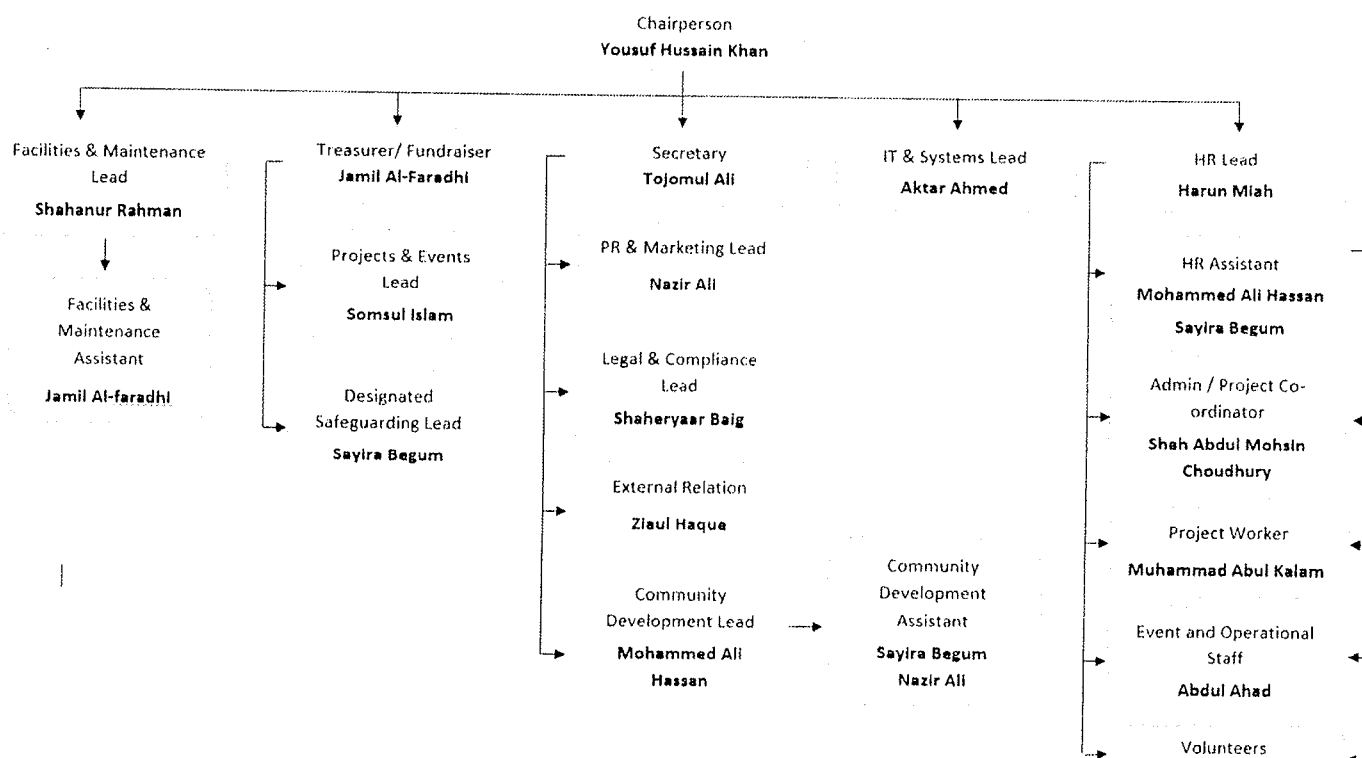 Chairperson
Yousuf Hussain Khan
Facilities & Maintenance
Lead
Shahanur Rahman
Facilities &
Maintenance
Assistant
Jamil Al-faradhi
Treasurer/ Fundraiser
Jamil Al-Faradhi
Projects & Events
Lead
Somsul Islam
Designated
Safeguarding Lead
Sayira Begum
Secretary
Tojomul Ali
PR & Marketing Lead
Nazir Ali
Legal & Compliance
Lead
Shaheryaar Baig
External Relation
Ziaul Haque
Community
Development Lead
Mohammed Ali
Hassan
IT & Systems Lead
Aktar Ahmed
Community
Development
Assistant
Sayira Begum
Nazir Ali
HR Lead
Harun Miah
HR Assistant
Mohammed Ali Hassan
Sayira Begum
Admin / Project Co-
ordinator
Shah Abdul Mohsin
Choudhury
Project Worker
Muhammad Abul Kalam
Event and Operational
Staff
Abdul Ahad
Volunteers